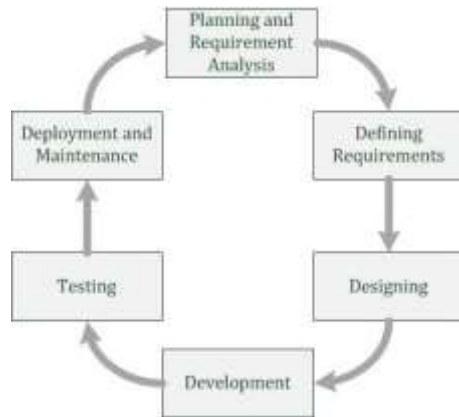 Planning and
Requirement
Analysis
Defining
Requirements
Designing
Development
Testing
Deployment and
Maintenance